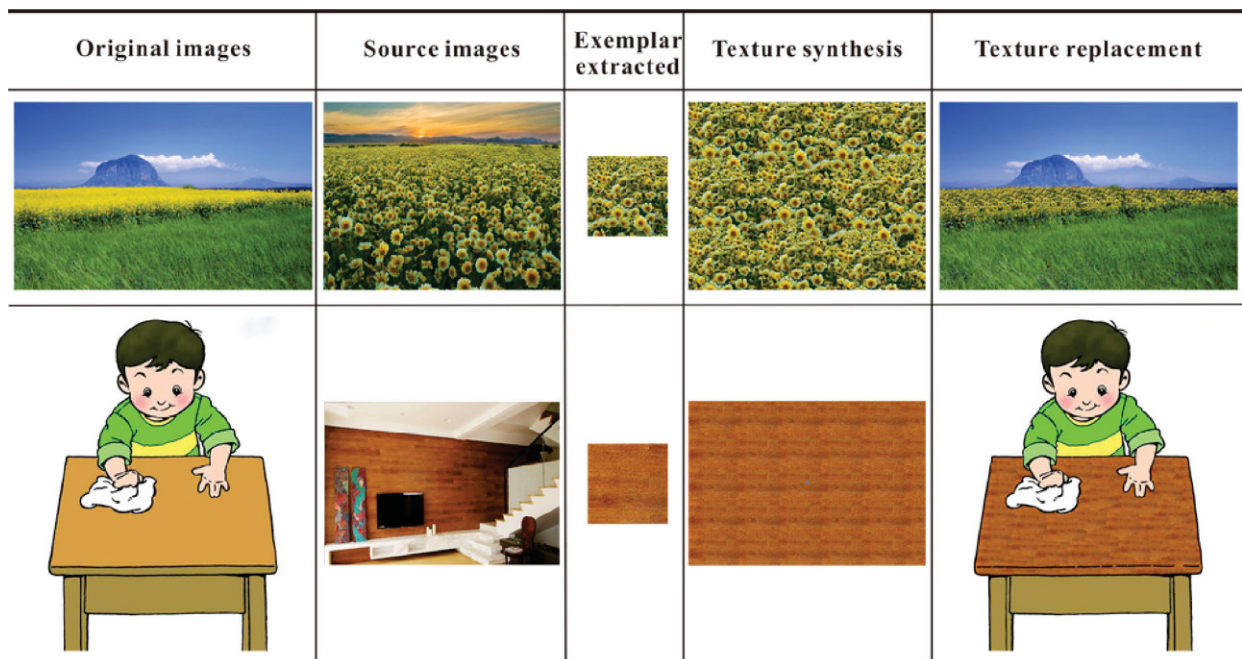 Original images
Source images
Exemplar
extracted
Texture synthesis
Texture replacement